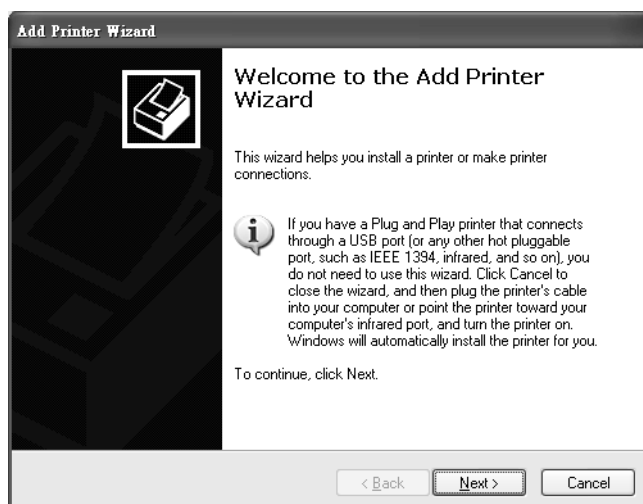 Add Printer Wizard
Welcome to the Add Printer
Wizard
This wizard helps you install a printer or make printer
connections.
If you have a Plug and Play printer that connects
through a USB port (or any other hot pluggable
port, such as IEEE 1394, infrared, and so on), you
do not need to use this wizard. Click Cancel to
close the wizard, and then plug the printer's cable
into your computer or point the printer toward your
computer's infrared port, and turn the printer on.
Windows will automatically install the printer for you.
To continue, click Next.
< Back Next > Cancel